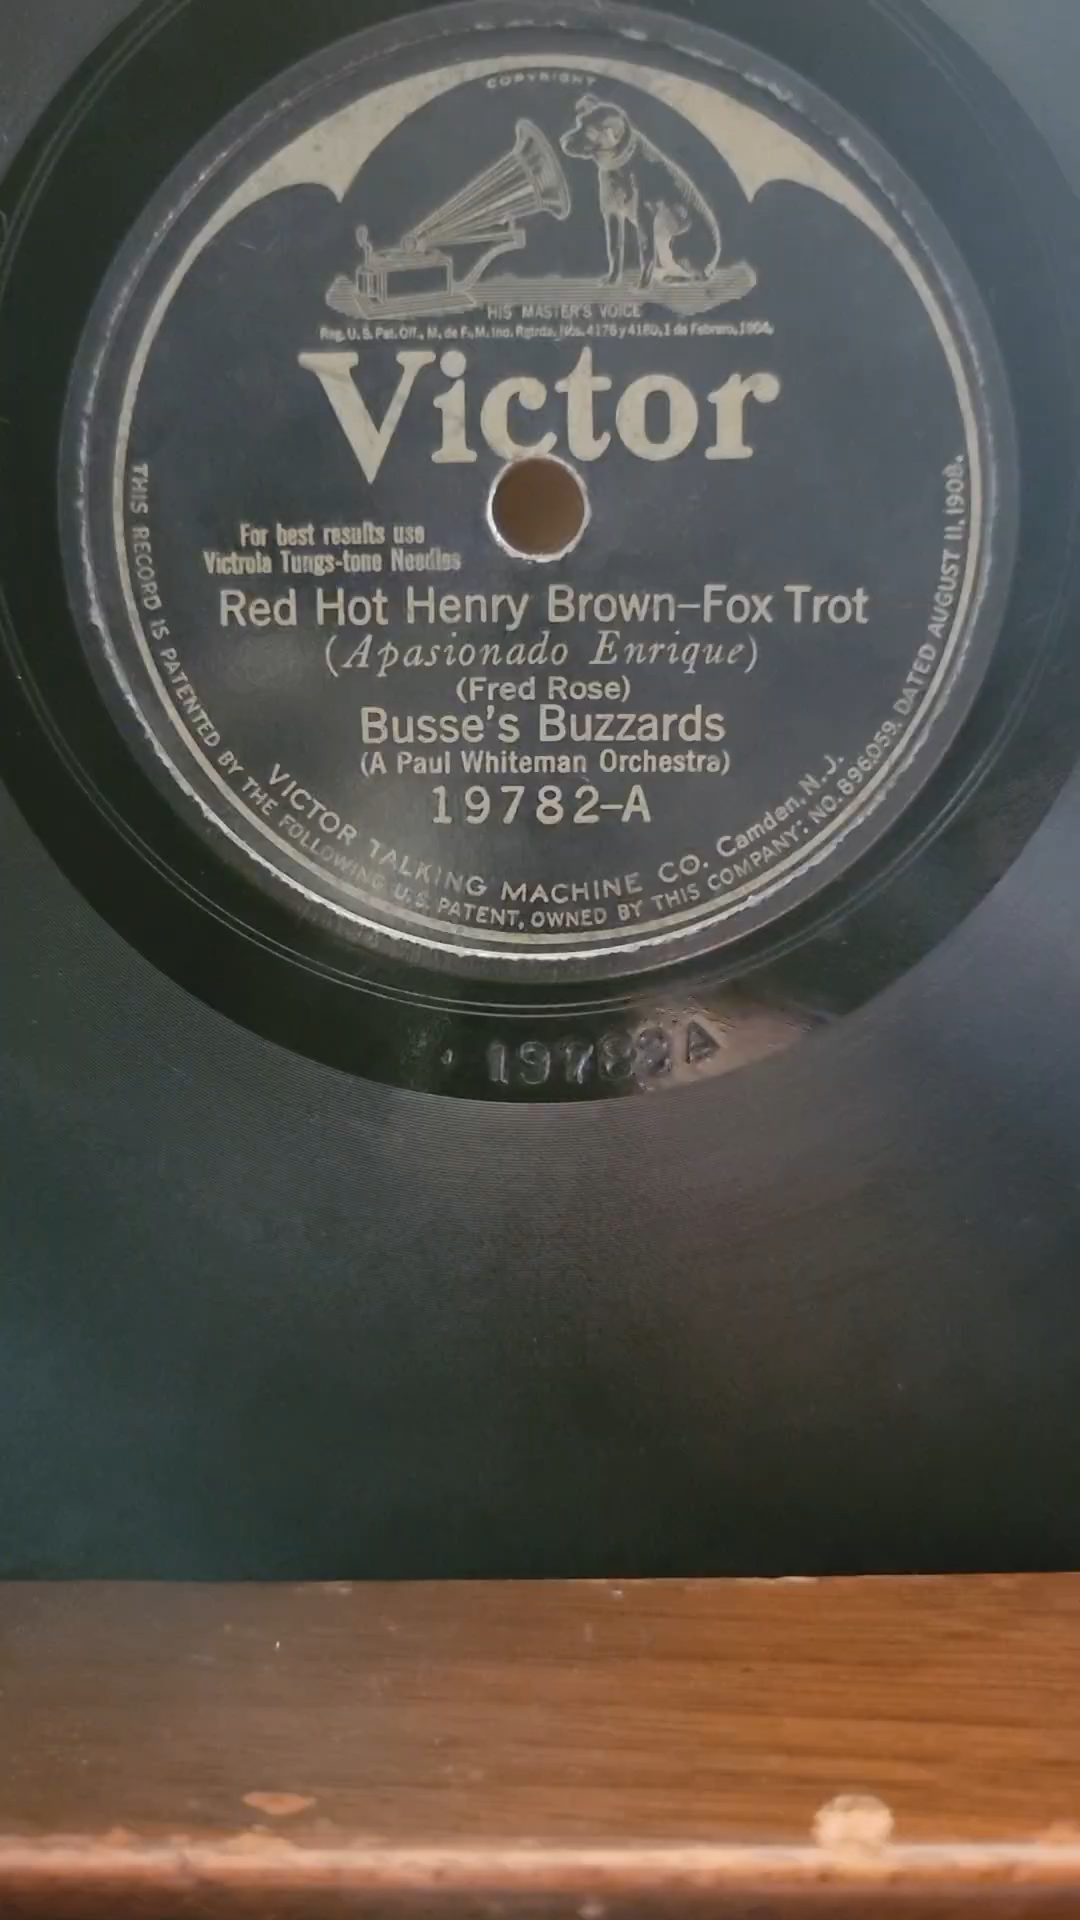 COPYRIGHT
HIS MASTER'S VOICE
Reg. U. S. Pat. Off., M. de F. M. Ind. Rgtrda. Nos. 4176 y 4180, 1 de Febrero, 1904.
Victor
For best results use
Victrola Tungs-tone Needles
Red Hot Henry Brown–Fox Trot
(Apasionado Enrique)
(Fred Rose)
Busse's Buzzards
(A Paul Whiteman Orchestra)
19782–A
VICTOR TALKING MACHINE CO. Camden, N. J.
THIS RECORD IS PATENTED BY THE FOLLOWING U. S. PATENT, OWNED BY THIS COMPANY: NO. 896,059. DATED AUGUST 11, 1908.
19782A